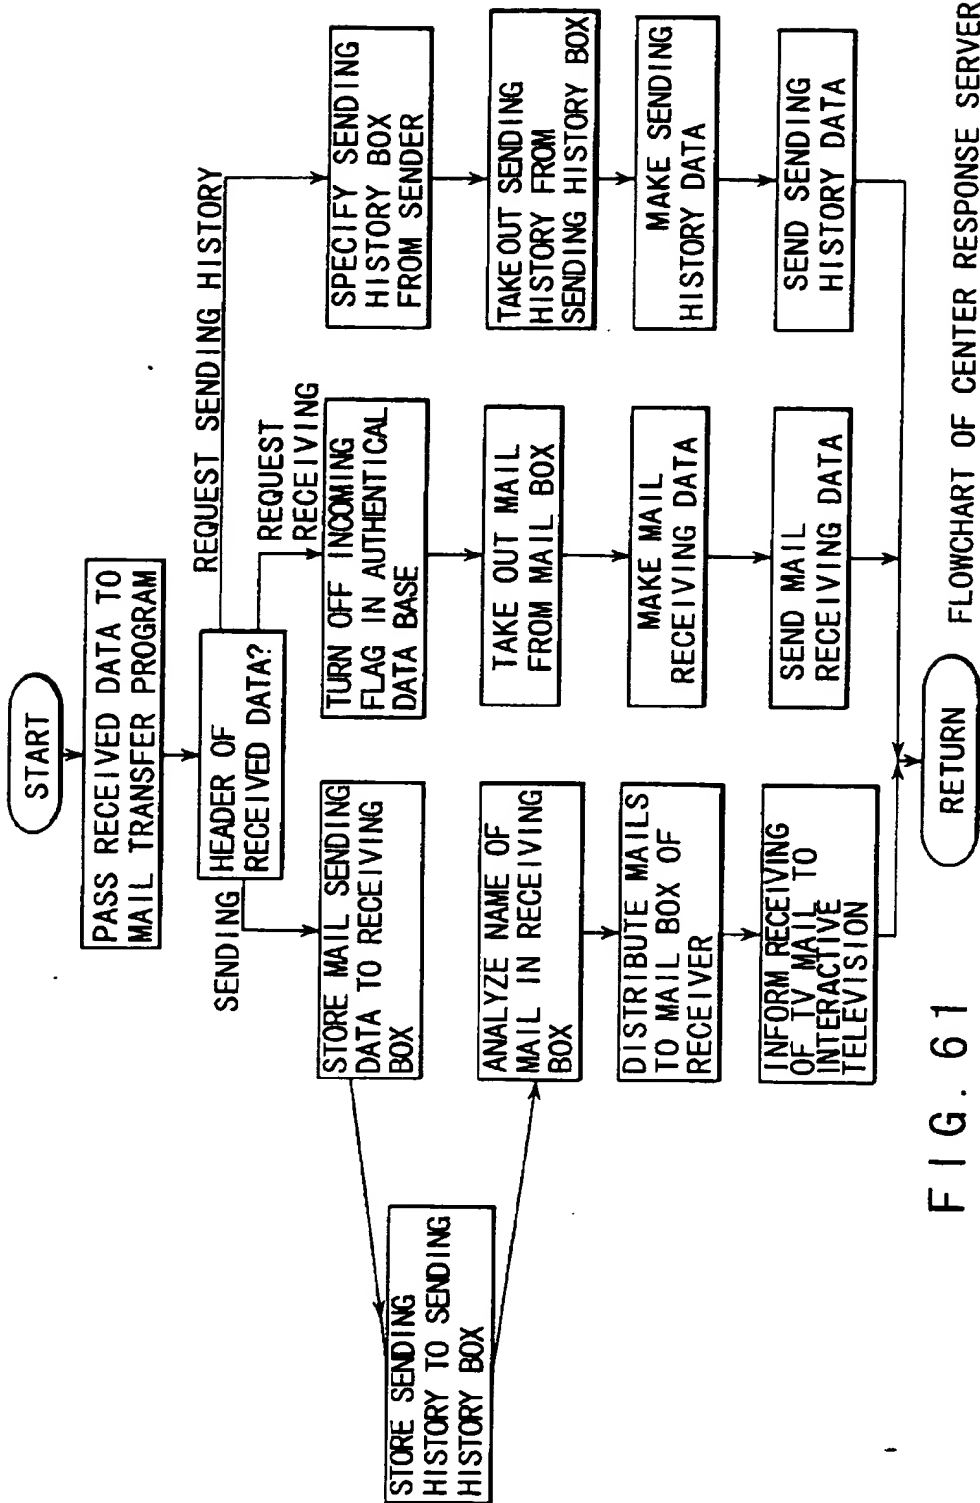 START
PASS RECEIVED DATA TO
MAIL TRANSFER PROGRAM
HEADER OF
RECEIVED DATA?
SENDING
REQUEST
RECEIVING
REQUEST SENDING HISTORY
STORE MAIL SENDING
DATA TO RECEIVING
BOX
STORE SENDING
HISTORY TO SENDING
HISTORY BOX
ANALYZE NAME OF
MAIL IN RECEIVING
BOX
DISTRIBUTE MAILS
TO MAIL BOX OF
RECEIVER
INFORM RECEIVING
OF TV MAIL TO
INTERACTIVE
TELEVISION
TURN OFF INCOMING
FLAG IN AUTHENTICAL
DATA BASE
TAKE OUT MAIL
FROM MAIL BOX
MAKE MAIL
RECEIVING DATA
SEND MAIL
RECEIVING DATA
SPECIFY SENDING
HISTORY BOX
FROM SENDER
TAKE OUT SENDING
HISTORY FROM
SENDING HISTORY BOX
MAKE SENDING
HISTORY DATA
SEND SENDING
HISTORY DATA
RETURN
FIG. 61
FLOWCHART OF CENTER RESPONSE SERVER